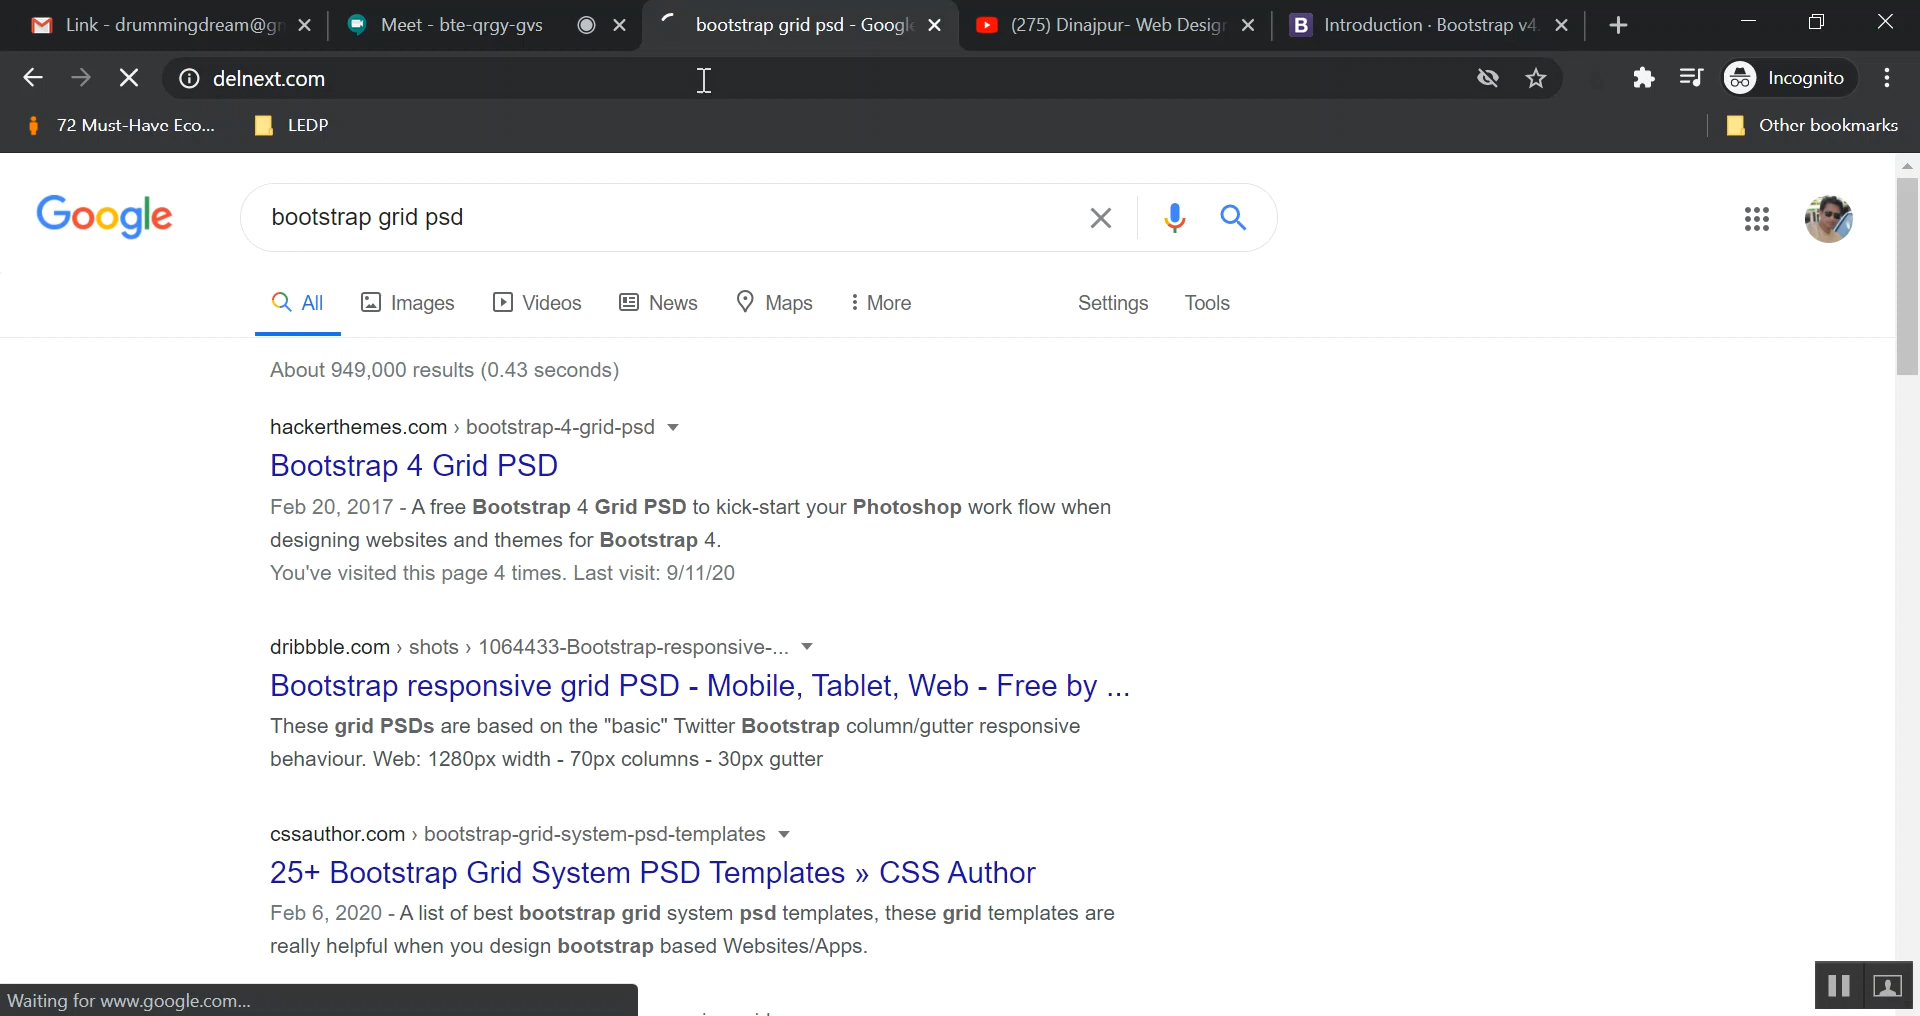 Link - drummingdream@gm
Meet - bte-qrgy-gvs
bootstrap grid psd - Google
(275) Dinajpur- Web Design
Introduction · Bootstrap v4.
delnext.com
Incognito
72 Must-Have Eco...
LEDP
Other bookmarks
Google
bootstrap grid psd
All
Images
Videos
News
Maps
More
Settings
Tools
About 949,000 results (0.43 seconds)
hackerthemes.com › bootstrap-4-grid-psd
Bootstrap 4 Grid PSD
Feb 20, 2017 - A free Bootstrap 4 Grid PSD to kick-start your Photoshop work flow when
designing websites and themes for Bootstrap 4.
You've visited this page 4 times. Last visit: 9/11/20
dribbble.com › shots › 1064433-Bootstrap-responsive-...
Bootstrap responsive grid PSD - Mobile, Tablet, Web - Free by ...
These grid PSDs are based on the "basic" Twitter Bootstrap column/gutter responsive
behaviour. Web: 1280px width - 70px columns - 30px gutter
cssauthor.com › bootstrap-grid-system-psd-templates
25+ Bootstrap Grid System PSD Templates » CSS Author
Feb 6, 2020 - A list of best bootstrap grid system psd templates, these grid templates are
really helpful when you design bootstrap based Websites/Apps.
Waiting for www.google.com...